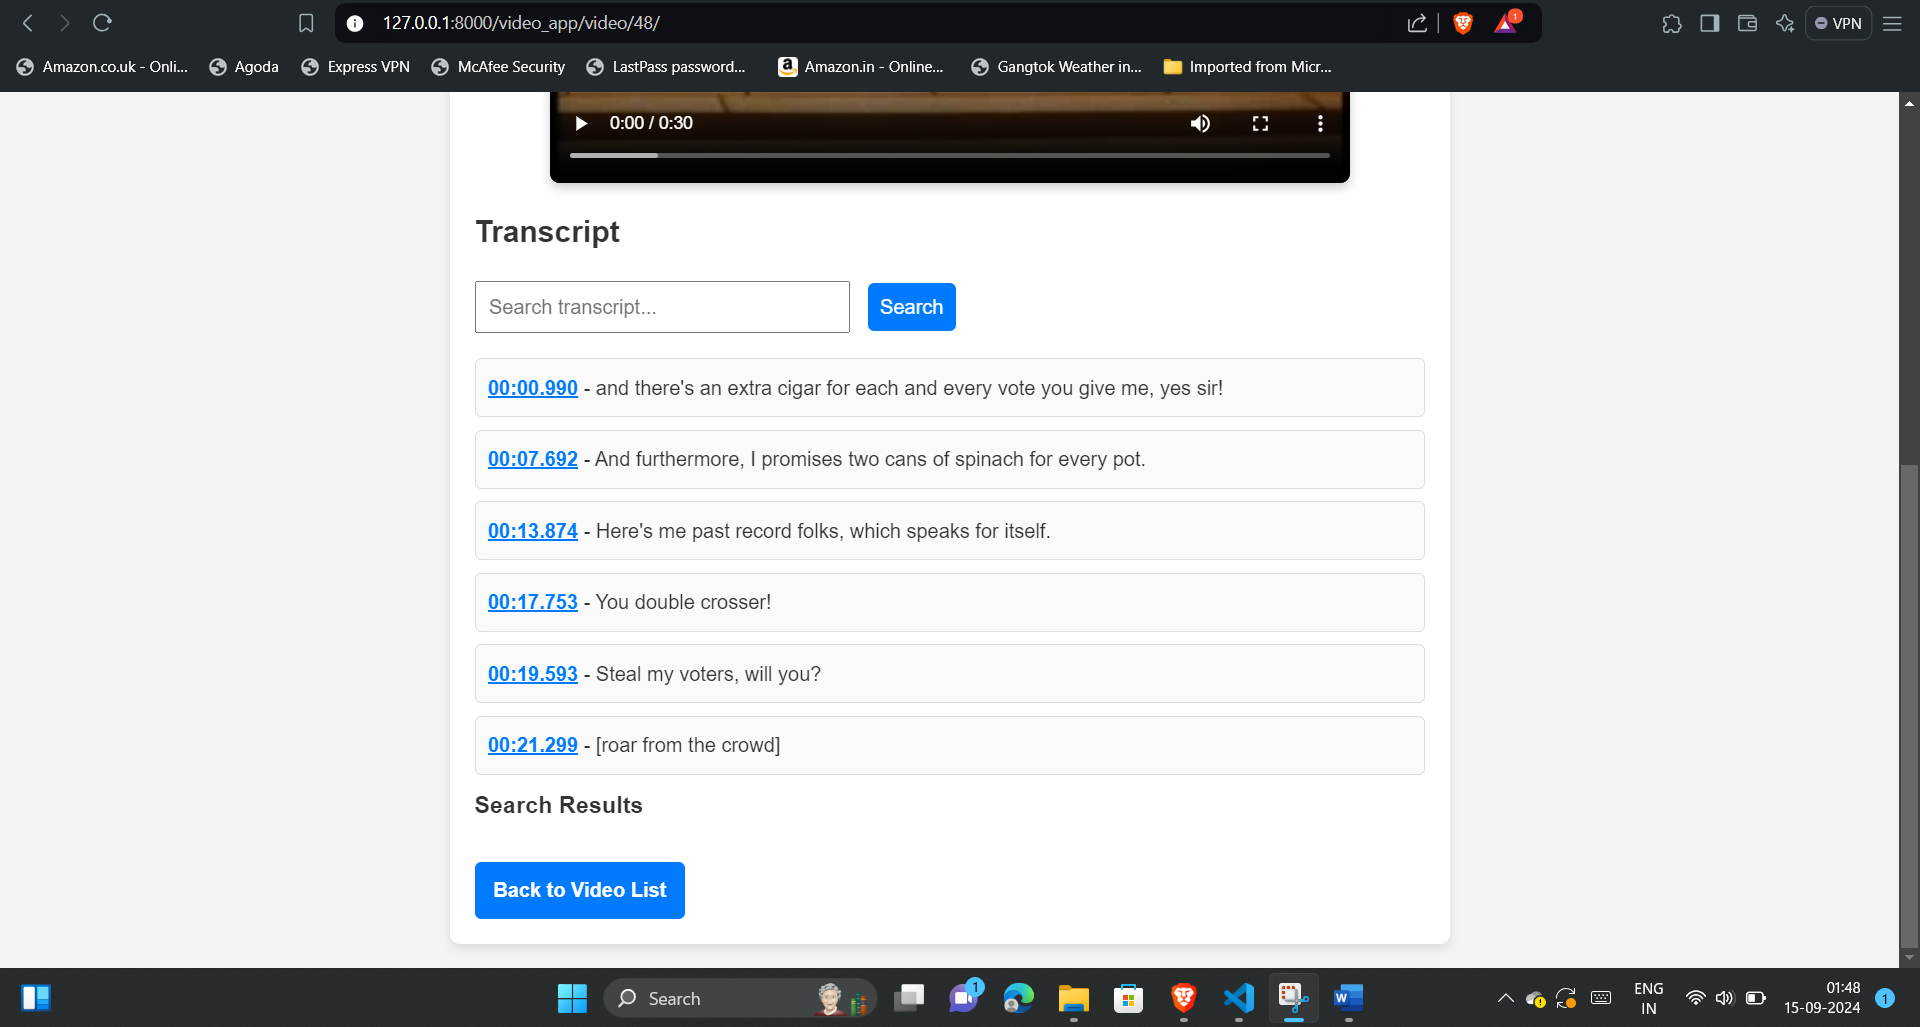 127.0.0.1:8000/video_app/video/48/
1
VPN
Amazon.co.uk - Onli...
Agoda
Express VPN
McAfee Security
LastPass password...
Amazon.in - Online...
Gangtok Weather in...
Imported from Micr...
0:00 / 0:30
Transcript
Search transcript...
Search
00:00.990 - and there's an extra cigar for each and every vote you give me, yes sir!
00:07.692 - And furthermore, I promises two cans of spinach for every pot.
00:13.874 - Here's me past record folks, which speaks for itself.
00:17.753 - You double crosser!
00:19.593 - Steal my voters, will you?
00:21.299 - [roar from the crowd]
Search Results
Back to Video List
Search
1
W
ENG
IN
01:48
15-09-2024
1